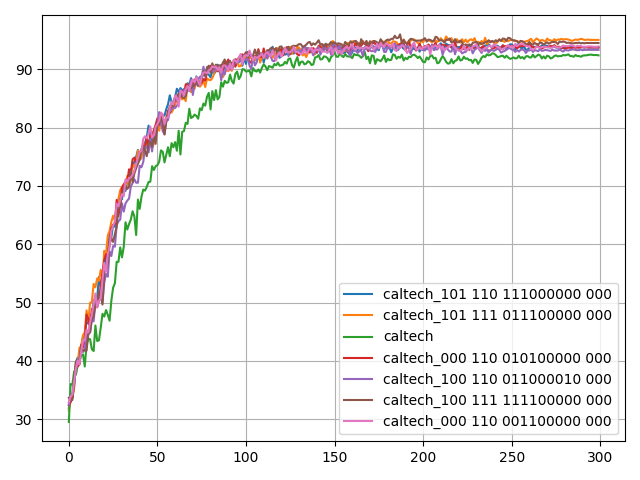 90
80
70
60
50
40
30
0
50
100
150
200
250
300
caltech_101 110 111000000 000
caltech_101 111 011100000 000
caltech
caltech_000 110 010100000 000
caltech_100 110 011000010 000
caltech_100 111 111100000 000
caltech_000 110 001100000 000